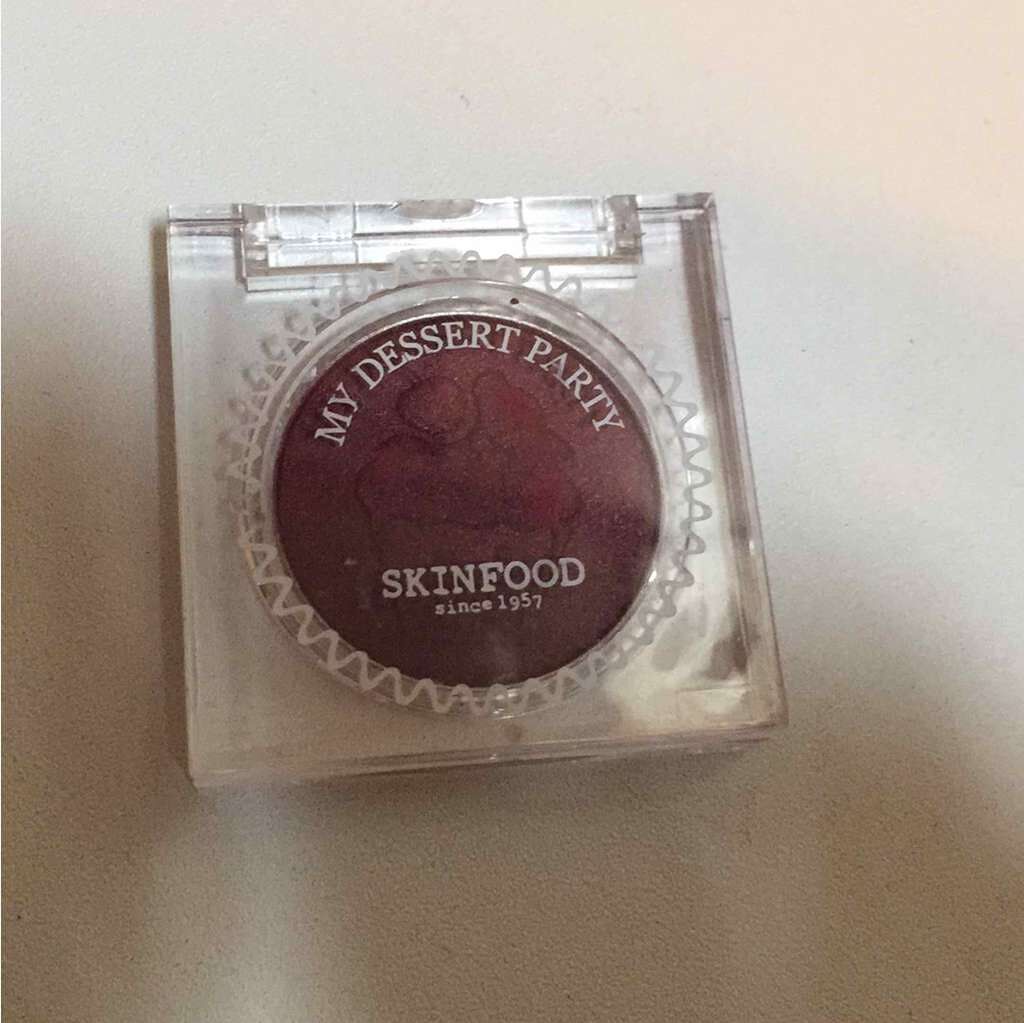 MY DESSERT PARTY
SKINFOOD
since 1957